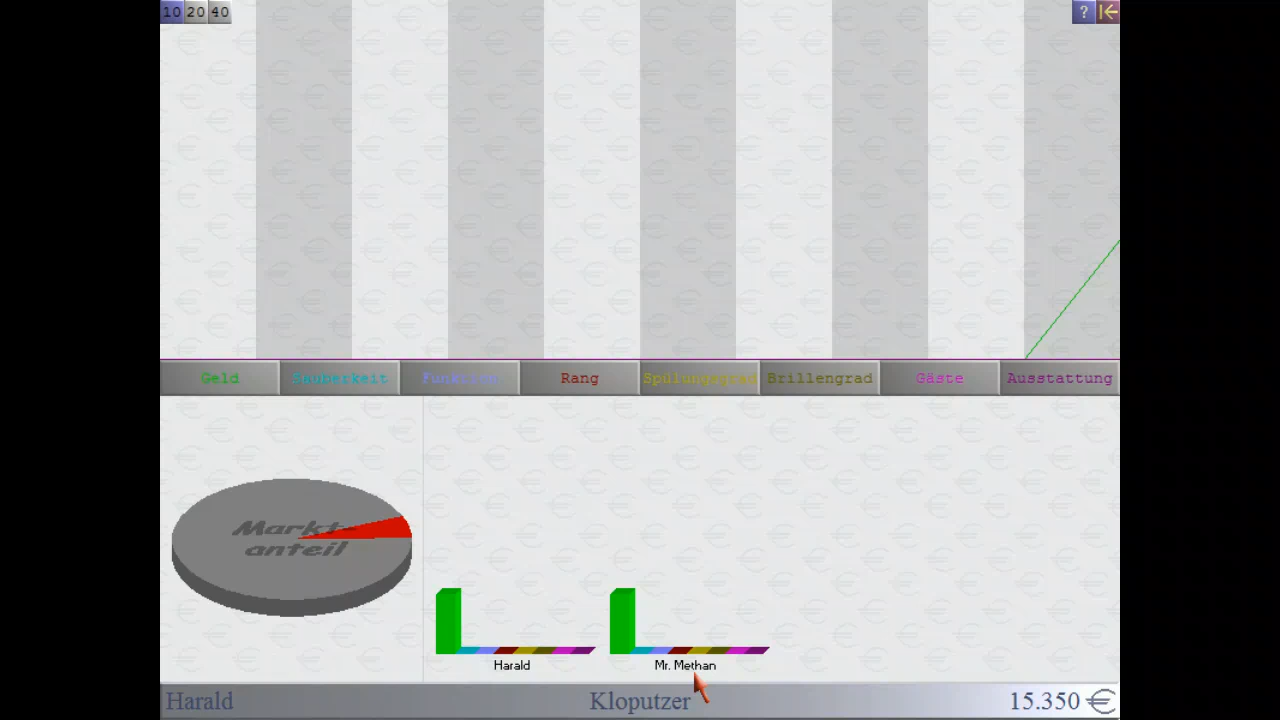 10 20 40 ?
Geld Sauberkeit Funktion Rang Spülungsgrad Brillengrad Gäste Ausstattung
Markt-
anteil
Harald Mr. Methan
Harald Kloputzer 15.350 €